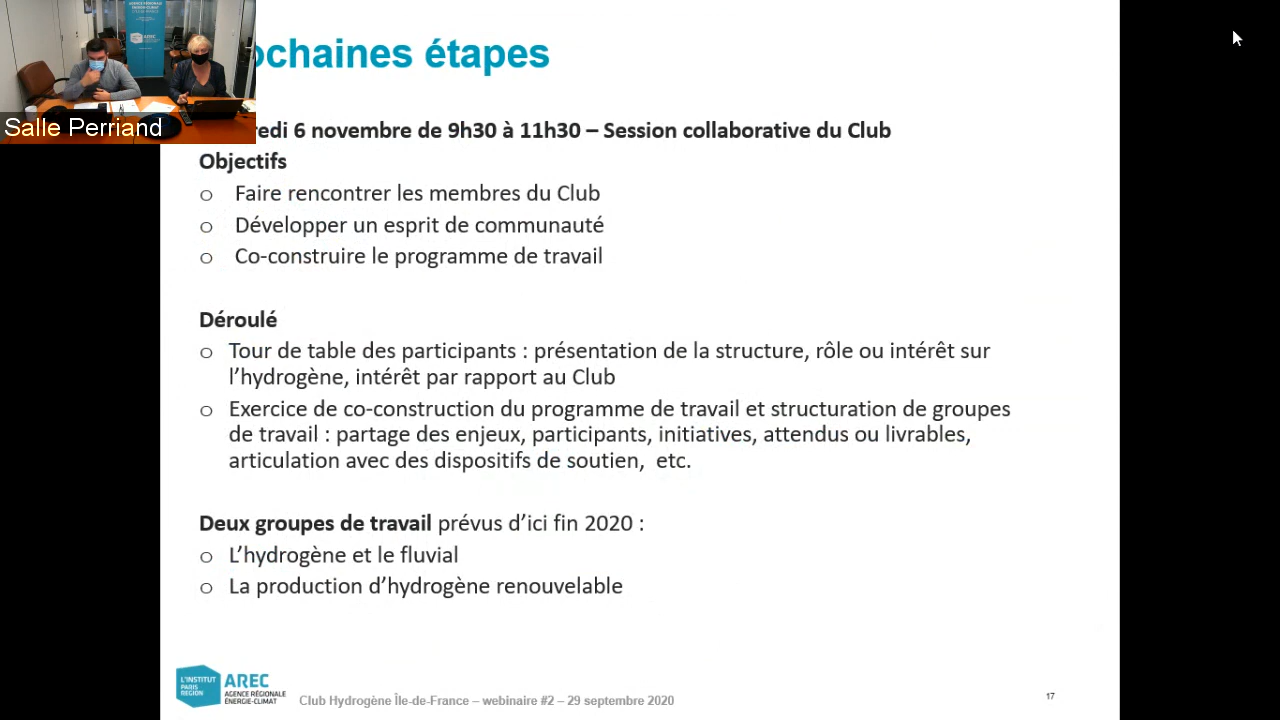 AGENCE RÉGIONALE
ÉNERGIE-CLIMAT
AREC
Salle Perriand
ochaines étapes
redi 6 novembre de 9h30 à 11h30 – Session collaborative du Club
Objectifs
o Faire rencontrer les membres du Club
o Développer un esprit de communauté
o Co-construire le programme de travail
Déroulé
o Tour de table des participants : présentation de la structure, rôle ou intérêt sur
l’hydrogène, intérêt par rapport au Club
o Exercice de co-construction du programme de travail et structuration de groupes
de travail : partage des enjeux, participants, initiatives, attendus ou livrables,
articulation avec des dispositifs de soutien,  etc.
Deux groupes de travail prévus d’ici fin 2020 :
o L’hydrogène et le fluvial
o La production d’hydrogène renouvelable
L'INSTITUT
PARIS
REGION
AREC
AGENCE RÉGIONALE
ÉNERGIE-CLIMAT
Club Hydrogène Île-de-France – webinaire #2 – 29 septembre 2020
17